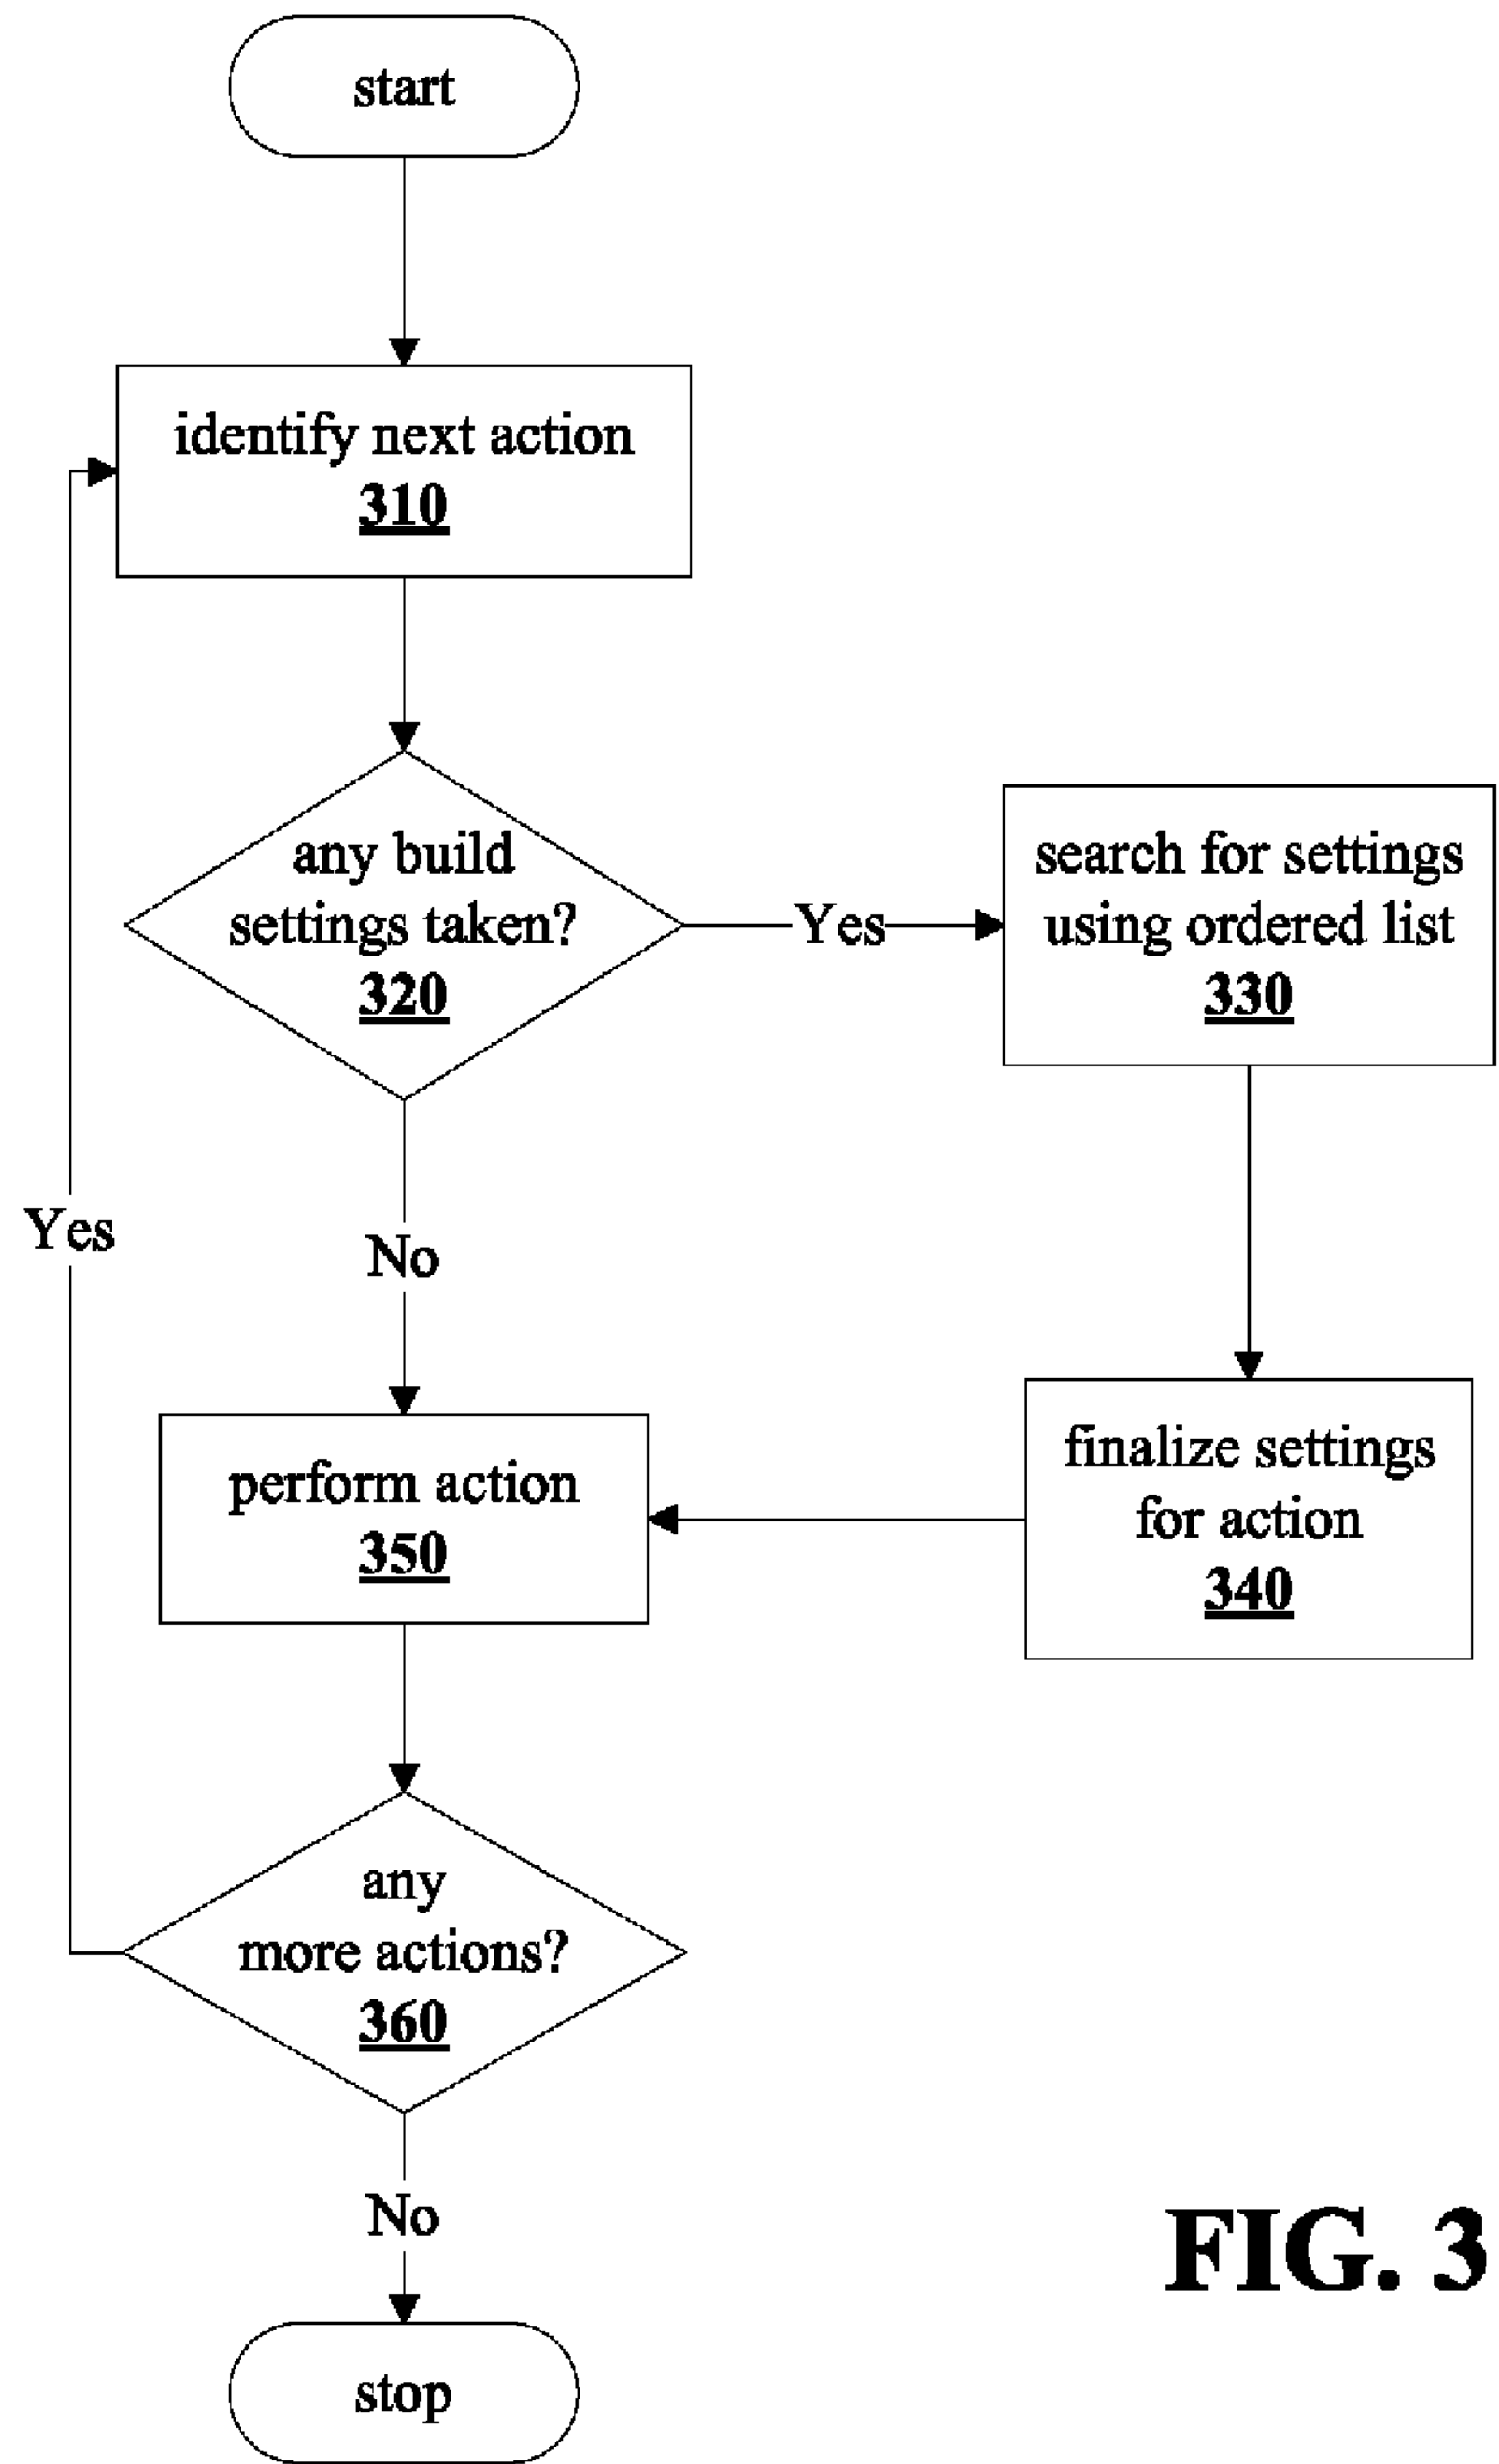 start
identify next action
310
any build
settings taken?
320
Yes
search for settings
using ordered list
330
Yes
No
finalize settings
for action
340
perform action
350
any
more actions?
360
No
stop
FIG. 3